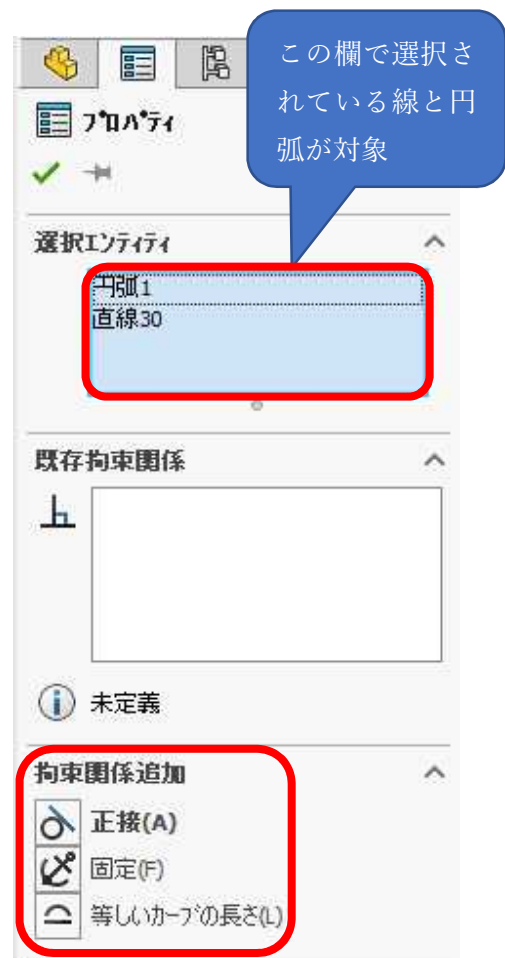 この欄で選択さ
れている線と円
弧が対象
ﾌﾟﾛﾊﾟﾃｨ
選択ｴﾝﾃｨﾃｨ
円弧1
直線30
既存拘束関係
未定義
拘束関係追加
正接(A)
固定(F)
等しいｶｰﾌﾞの長さ(L)